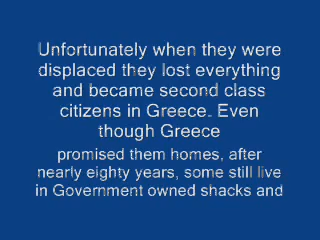 Unfortunately when they were
displaced they lost everything
and became second class
citizens in Greece. Even
though Greece
promised them homes, after
nearly eighty years, some still live
in Government owned shacks and